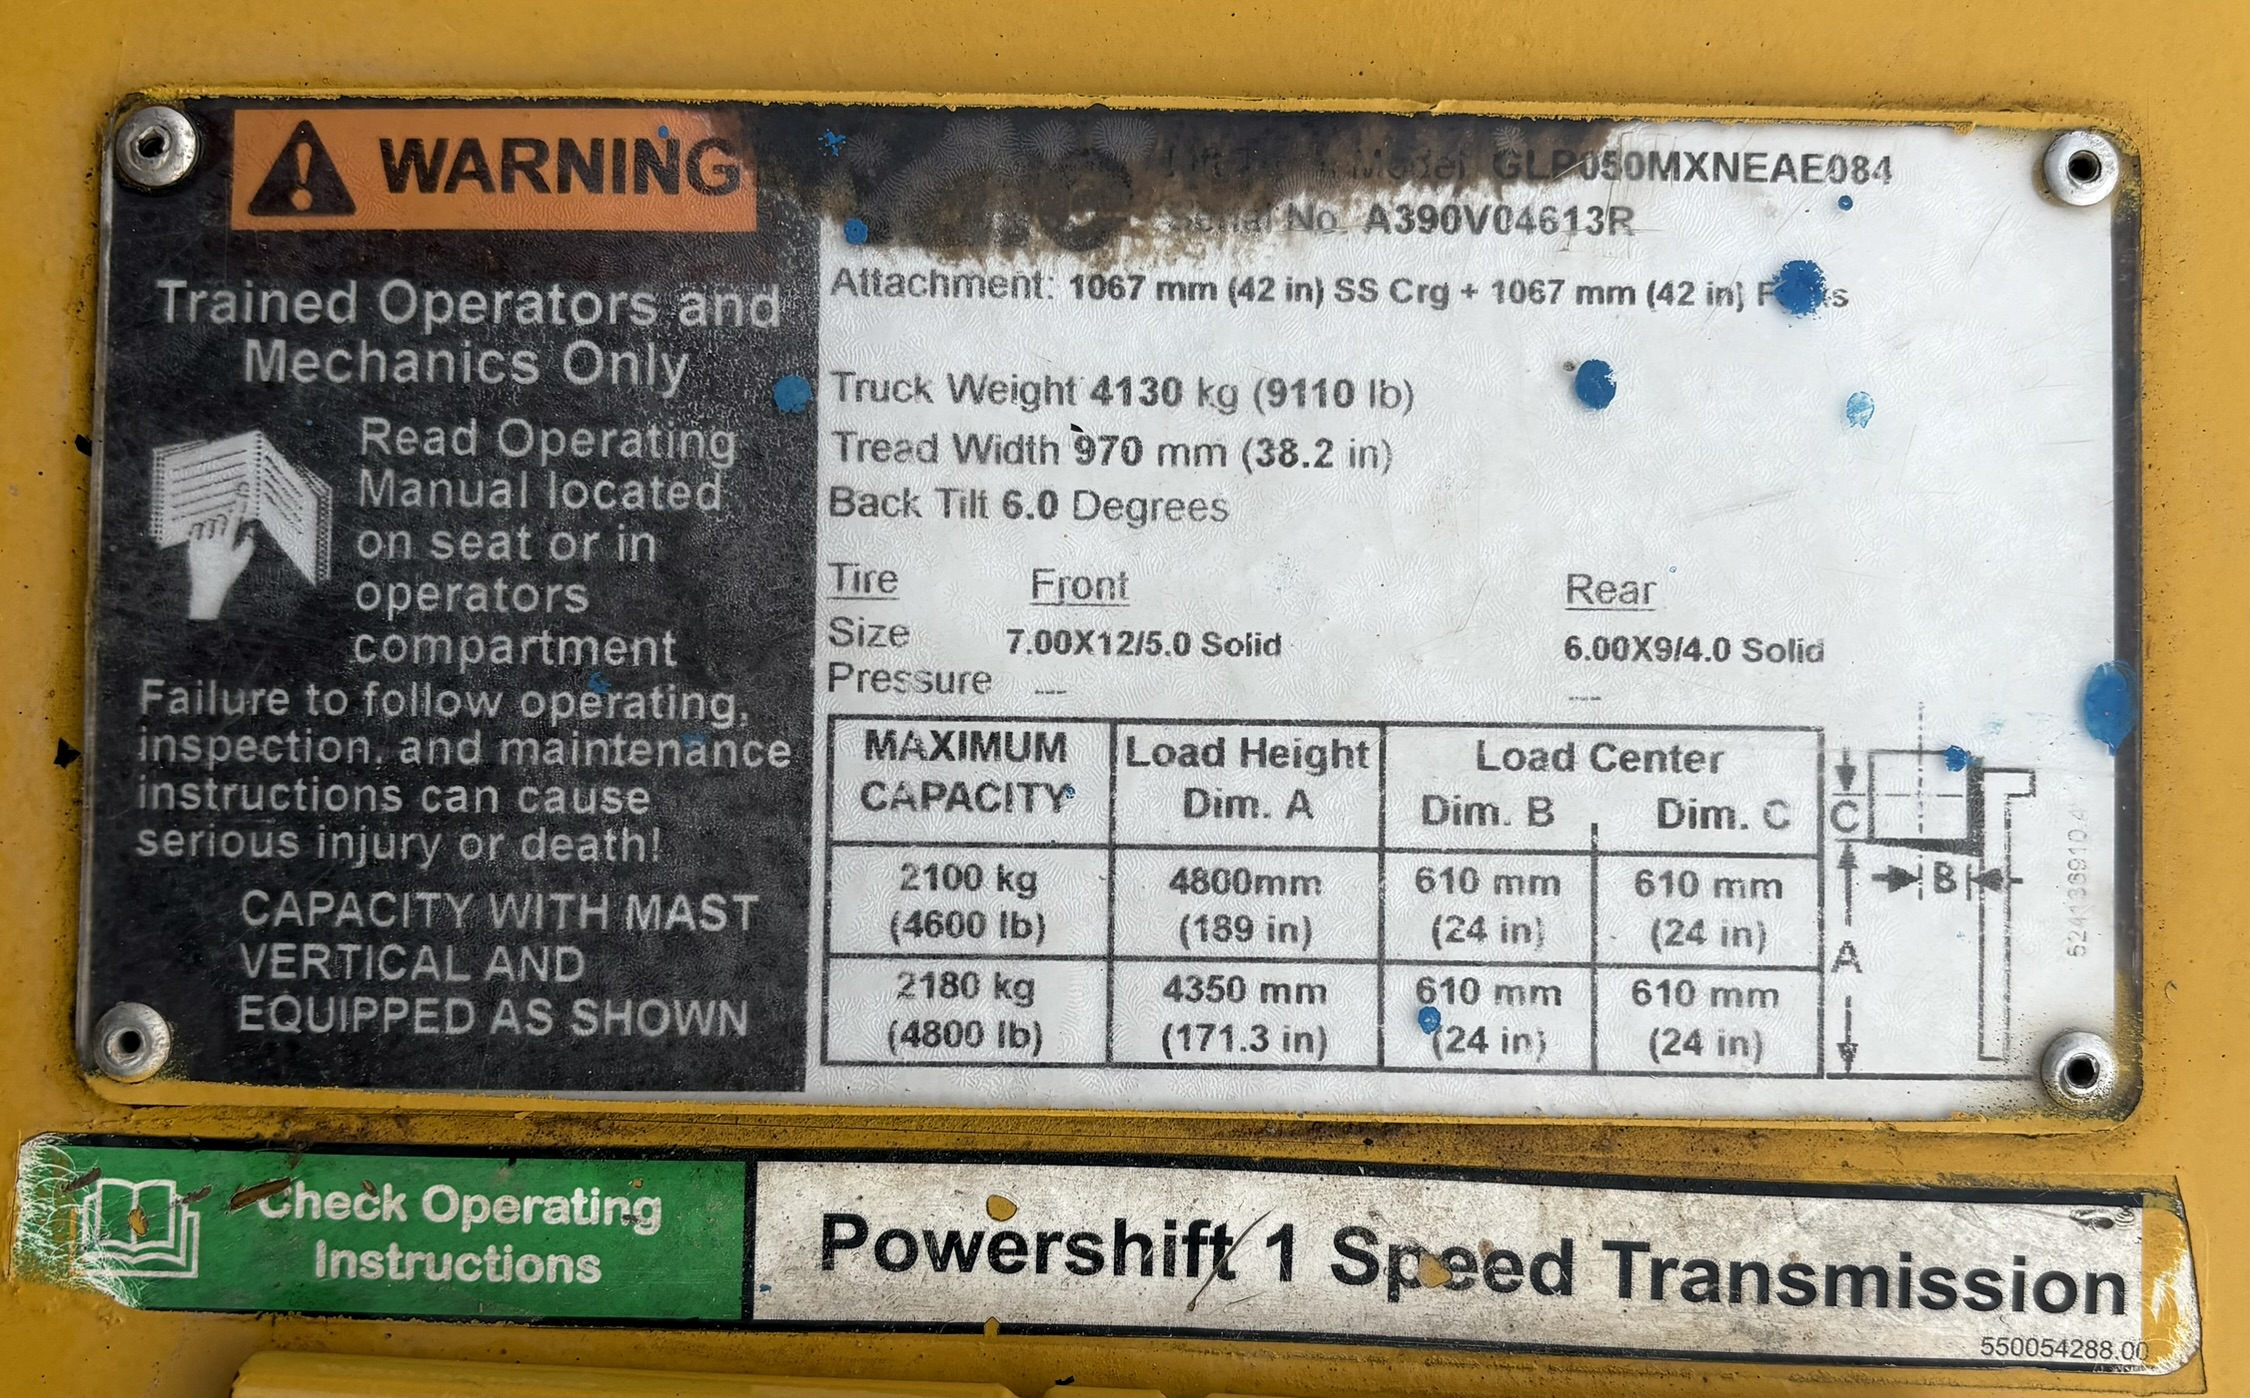 WARNING
Trained Operators and
Mechanics Only
Read Operating
Manual located
on seat or in
operators
compartment
Failure to follow operating,
inspection, and maintenance
instructions can cause
serious injury or death!
CAPACITY WITH MAST
VERTICAL AND
EQUIPPED AS SHOWN
Model GLP050MXNEAE084
Serial No. A390V04613R
Attachment: 1067 mm (42 in) SS Crg + 1067 mm (42 in)
Truck Weight 4130 kg (9110 lb)
Tread Width 970 mm (38.2 in)
Back Tilt 6.0 Degrees
Tire Front Rear
Size 7.00X12/5.0 Solid 6.00X9/4.0 Solid
Pressure --- ---
MAXIMUM Load Height Load Center
CAPACITY Dim. A Dim. B Dim. C
2100 kg 4800mm 610 mm 610 mm
(4600 lb) (189 in) (24 in) (24 in)
2180 kg 4350 mm 610 mm 610 mm
(4800 lb) (171.3 in) (24 in) (24 in)
C
B
A
Check Operating
Instructions
Powershift 1 Speed Transmission
550054288.00